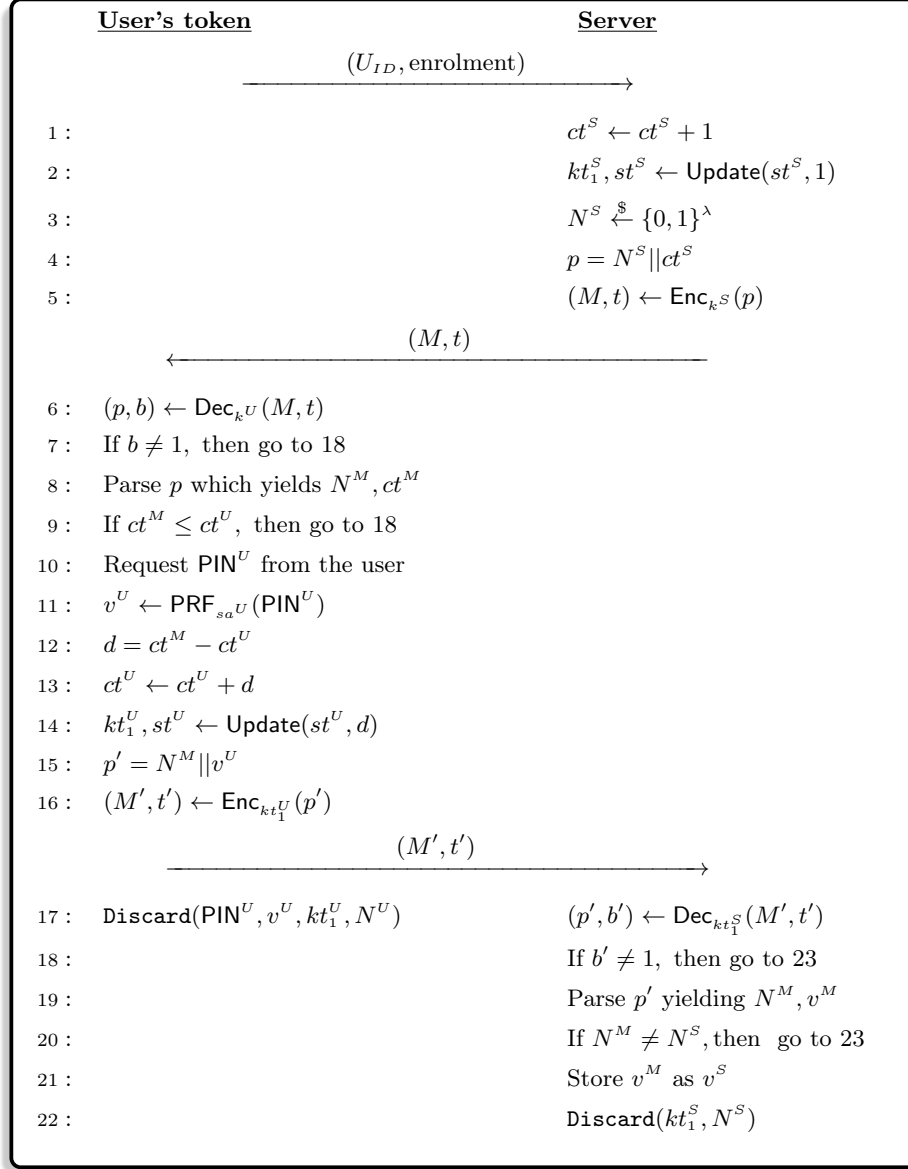 User's token Server
(U_{ID}, enrolment)
1 : ct^S ← ct^S + 1
2 : kt_1^S, st^S ← Update(st^S, 1)
3 : N^S \xleftarrow{$} {0, 1}^λ
4 : p = N^S||ct^S
5 : (M, t) ← Enc_{k^S}(p)
(M, t)
6 : (p, b) ← Dec_{k^U}(M, t)
7 : If b ≠ 1, then go to 18
8 : Parse p which yields N^M, ct^M
9 : If ct^M ≤ ct^U, then go to 18
10 : Request PIN^U from the user
11 : v^U ← PRF_{sa^U}(PIN^U)
12 : d = ct^M − ct^U
13 : ct^U ← ct^U + d
14 : kt_1^U, st^U ← Update(st^U, d)
15 : p′ = N^M||v^U
16 : (M′, t′) ← Enc_{kt_1^U}(p′)
(M′, t′)
17 : Discard(PIN^U, v^U, kt_1^U, N^U) (p′, b′) ← Dec_{kt_1^S}(M′, t′)
18 : If b′ ≠ 1, then go to 23
19 : Parse p′ yielding N^M, v^M
20 : If N^M ≠ N^S, then go to 23
21 : Store v^M as v^S
22 : Discard(kt_1^S, N^S)